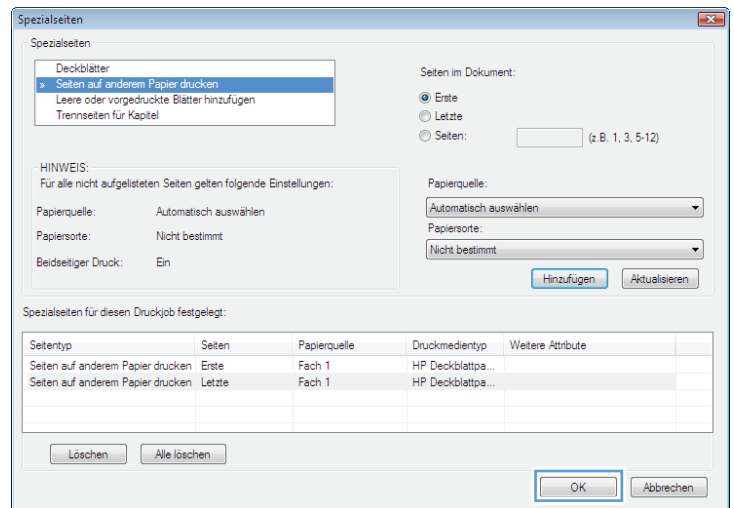 Spezialseiten
Spezialseiten
Deckblätter
» Seiten auf anderem Papier drucken
Leere oder vorgedruckte Blätter hinzufügen
Trennseiten für Kapitel
Seiten im Dokument:
Erste
Letzte
Seiten: (z.B. 1, 3, 5-12)
HINWEIS:
Für alle nicht aufgelisteten Seiten gelten folgende Einstellungen:
Papierquelle: Automatisch auswählen
Papiersorte: Nicht bestimmt
Beidseitiger Druck: Ein
Papierquelle:
Automatisch auswählen
Papiersorte:
Nicht bestimmt
Hinzufügen Aktualisieren
Spezialseiten für diesen Druckjob festgelegt:
Seitentyp Seiten Papierquelle Druckmedientyp Weitere Attribute
Seiten auf anderem Papier drucken Erste Fach 1 HP Deckblattpa...
Seiten auf anderem Papier drucken Letzte Fach 1 HP Deckblattpa...
Löschen Alle löschen
OK Abbrechen